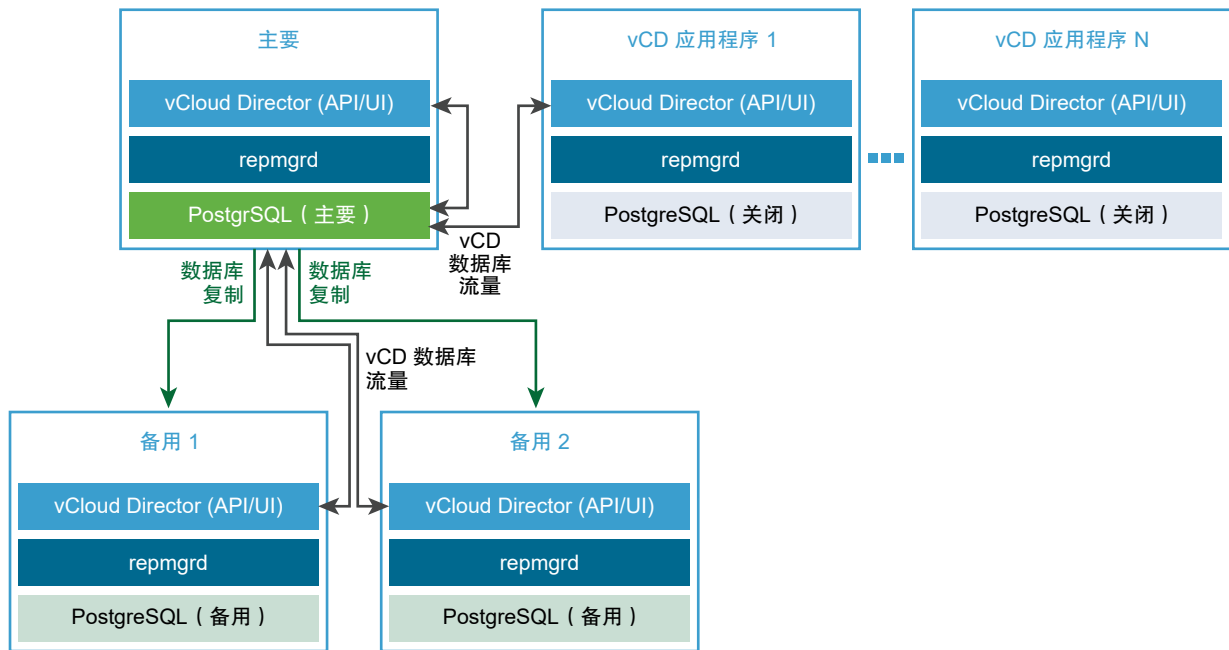 主要
vCloud Director (API/UI)
repmgrd
PostgrSQL（主要）
vCD 应用程序 1
vCloud Director (API/UI)
repmgrd
PostgreSQL（关闭）
vCD 应用程序 N
vCloud Director (API/UI)
repmgrd
PostgreSQL（关闭）
vCD
数据库
流量
数据库
复制
数据库
复制
vCD 数据库
流量
备用 1
vCloud Director (API/UI)
repmgrd
PostgreSQL（备用）
备用 2
vCloud Director (API/UI)
repmgrd
PostgreSQL（备用）